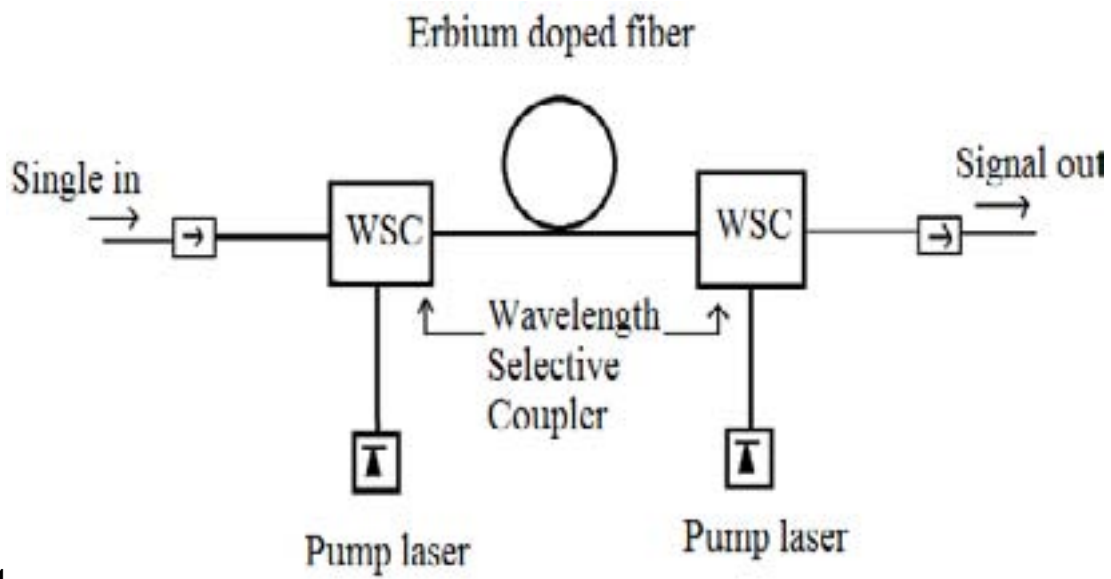 Erbium doped fiber
Single in
Signal out
WSC
WSC
Wavelength
Selective
Coupler
Pump laser
Pump laser